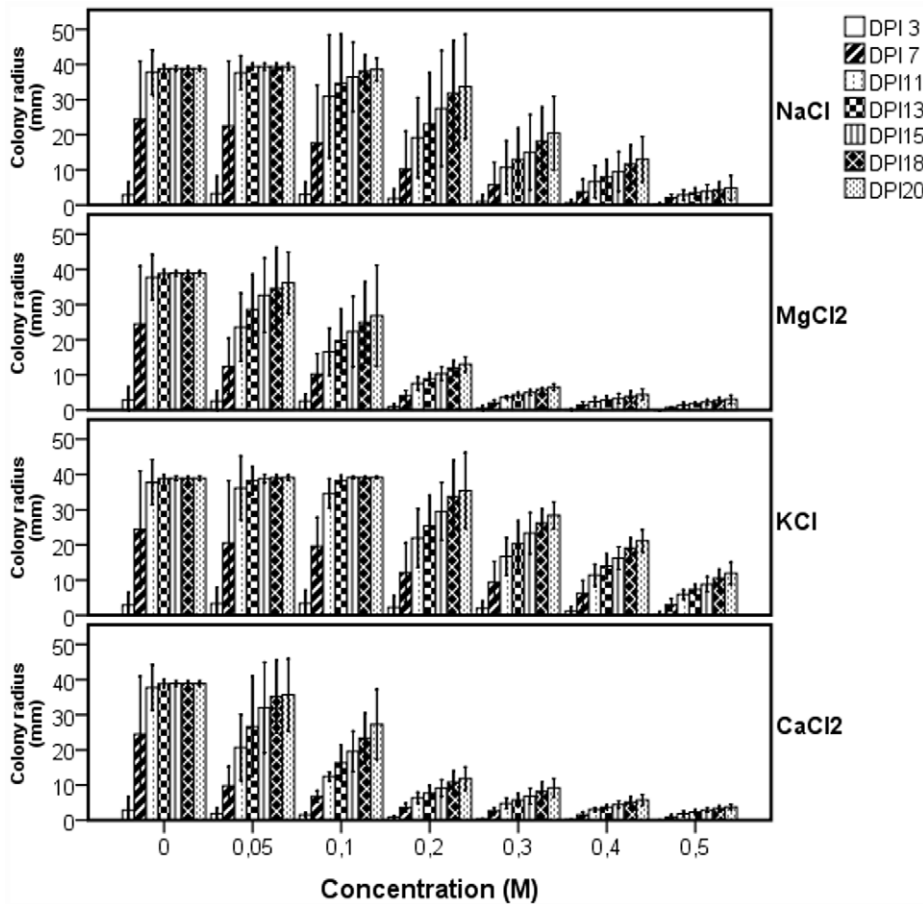 Colony radius
(mm)
50
40
30
20
10
0
NaCl
DPI 3
DPI 7
DPI11
DPI13
DPI15
DPI18
DPI20
Colony radius
(mm)
50
40
30
20
10
0
MgCl2
Colony radius
(mm)
50
40
30
20
10
0
KCl
Colony radius
(mm)
50
40
30
20
10
0
CaCl2
0 0,05 0,1 0,2 0,3 0,4 0,5
Concentration (M)